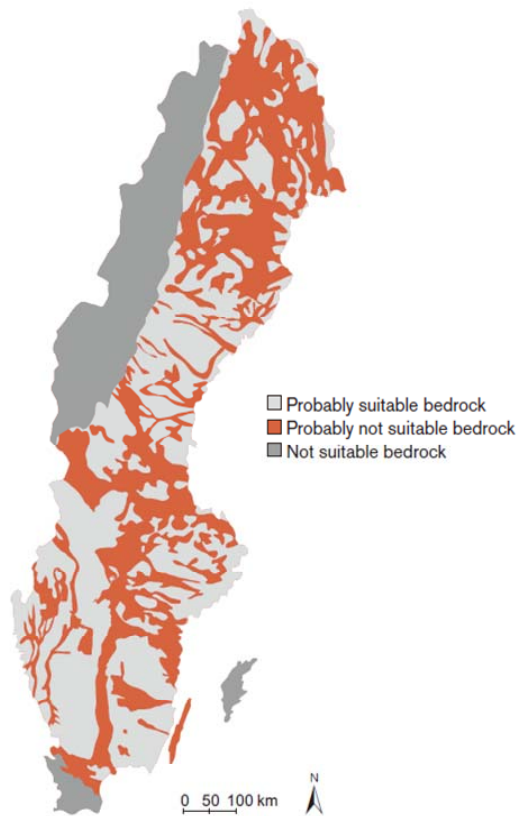 Probably suitable bedrock
Probably not suitable bedrock
Not suitable bedrock
0 50 100 km
N